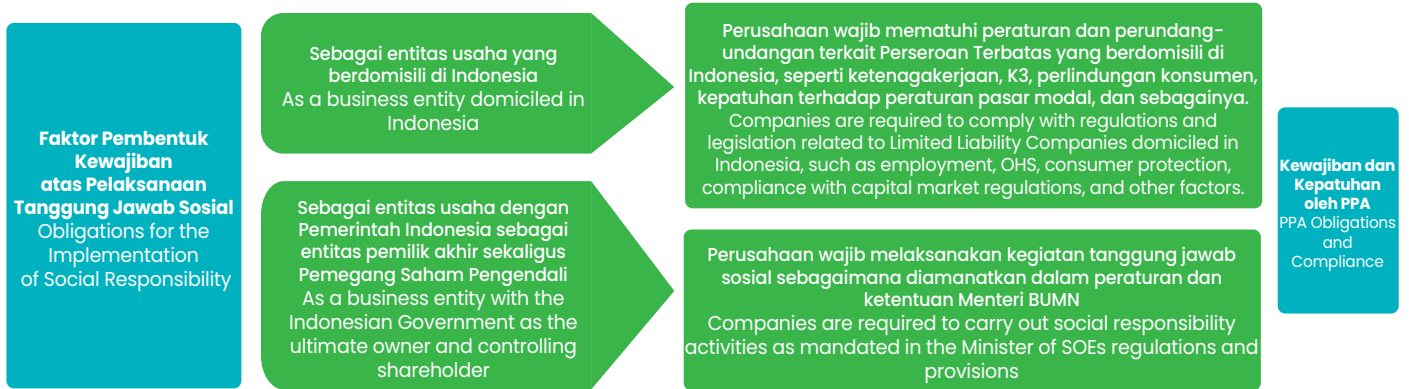 Faktor Pembentuk
Kewajiban
atas Pelaksanaan
Tanggung Jawab Sosial
Obligations for the
Implementation
of Social Responsibility
Sebagai entitas usaha yang
berdomisili di Indonesia
As a business entity domiciled in
Indonesia
Perusahaan wajib mematuhi peraturan dan perundang-
undangan terkait Perseroan Terbatas yang berdomisili di
Indonesia, seperti ketenagakerjaan, K3, perlindungan konsumen,
kepatuhan terhadap peraturan pasar modal, dan sebagainya.
Companies are required to comply with regulations and
legislation related to Limited Liability Companies domiciled in
Indonesia, such as employment, OHS, consumer protection,
compliance with capital market regulations, and other factors.
Sebagai entitas usaha dengan
Pemerintah Indonesia sebagai
entitas pemilik akhir sekaligus
Pemegang Saham Pengendali
As a business entity with the
Indonesian Government as the
ultimate owner and controlling
shareholder
Perusahaan wajib melaksanakan kegiatan tanggung jawab
sosial sebagaimana diamanatkan dalam peraturan dan
ketentuan Menteri BUMN
Companies are required to carry out social responsibility
activities as mandated in the Minister of SOEs regulations and
provisions
Kewajiban dan
Kepatuhan
oleh PPA
PPA Obligations
and
Compliance